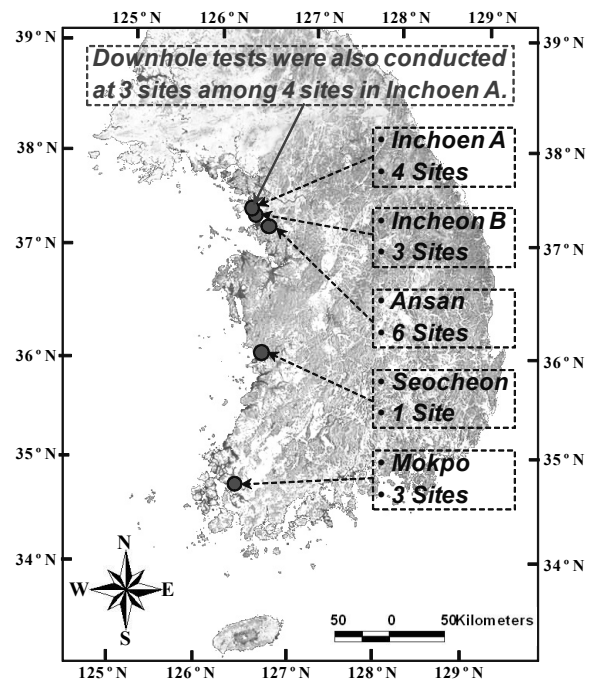 125°N 126°N 127°N 128°N 129°N
39°N 39°N
Downhole tests were also conducted
at 3 sites among 4 sites in Inchoen A.
• Inchoen A
• 4 Sites
38°N 38°N
• Incheon B
• 3 Sites
37°N 37°N
• Ansan
• 6 Sites
36°N 36°N
• Seocheon
• 1 Site
35°N 35°N
• Mokpo
• 3 Sites
34°N 34°N
N
W E
S
50 0 50Kilometers
125°N 126°N 127°N 128°N 129°N